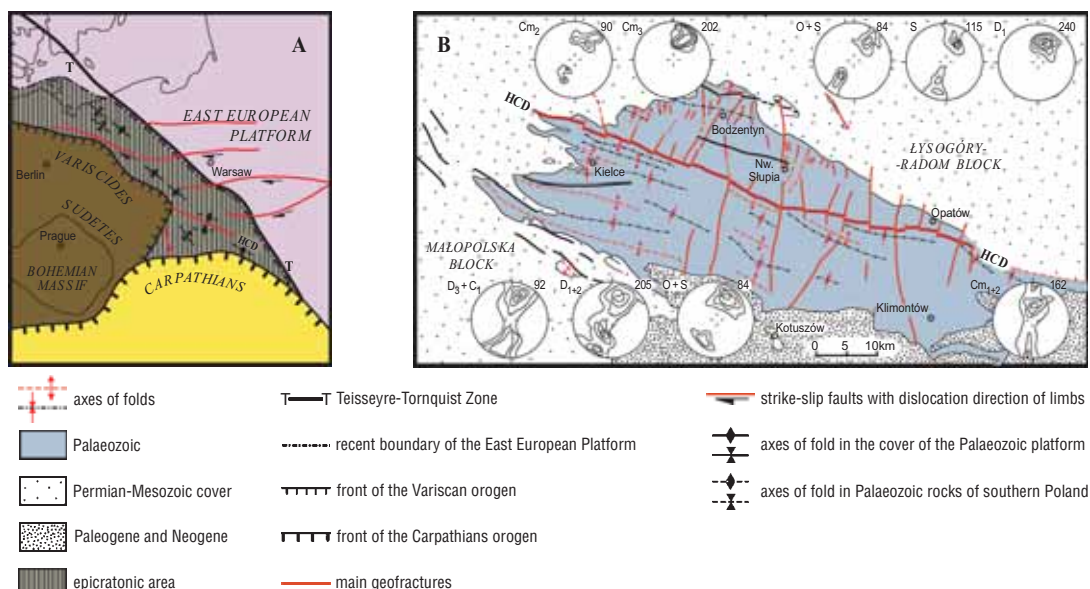 A
T
EAST EUROPEAN
PLATFORM
Berlin
VARISCIDES
Warsaw
SUDETES
Prague
HCD
BOHEMIAN
MASSIF
T
CARPATHIANS
B
Cm2
90
Cm3
202
O + S
84
S
115
D1
240
HCD
Bodzentyn
ŁYSOGÓRY-
-RADOM BLOCK
Kielce
Nw.
Słupia
Opatów
MAŁOPOLSKA
BLOCK
HCD
D3 + C1
92
D1+2
205
O + S
84
Cm1+2
162
Klimontów
Kotuszów
0 5 10km
axes of folds
T T Teisseyre-Tornquist Zone
strike-slip faults with dislocation direction of limbs
Palaeozoic
recent boundary of the East European Platform
axes of fold in the cover of the Palaeozoic platform
Permian-Mesozoic cover
front of the Variscan orogen
axes of fold in Palaeozoic rocks of southern Poland
Paleogene and Neogene
front of the Carpathians orogen
epicratonic area
main geofractures